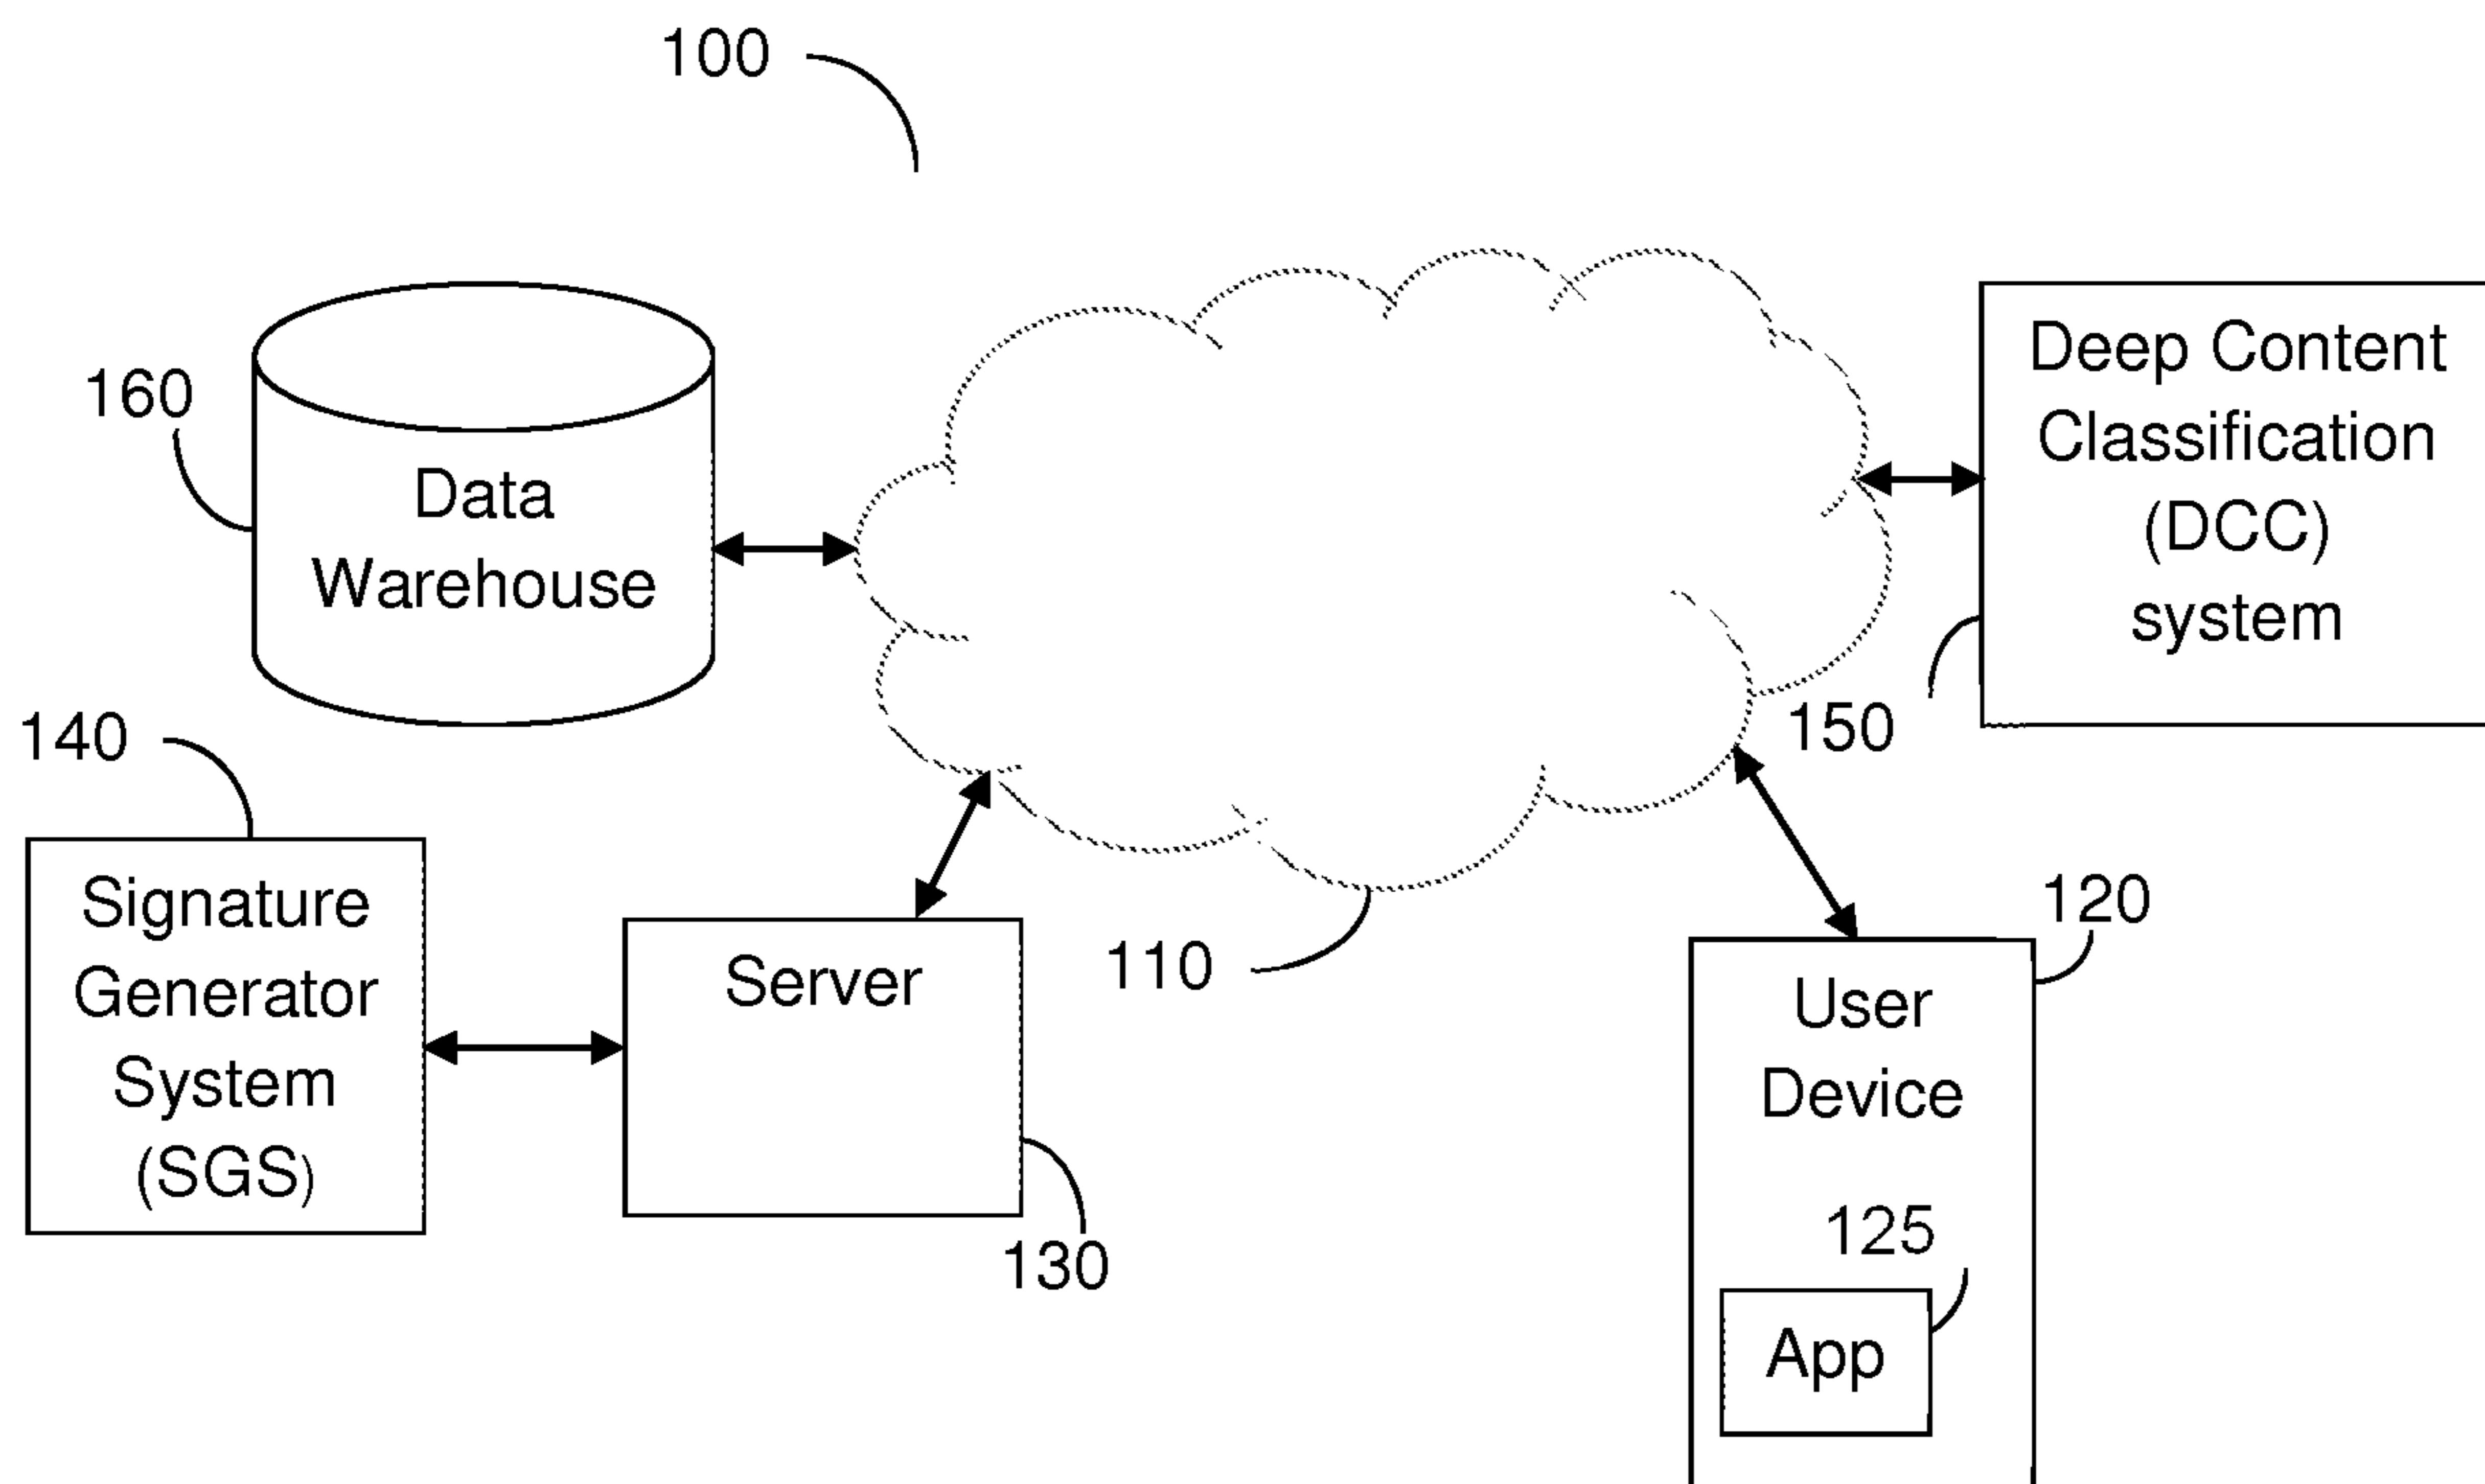 100
160
Data
Warehouse
Deep Content
Classification
(DCC)
system
150
140
Signature
Generator
System
(SGS)
Server
130
110
120
User
Device
125
App